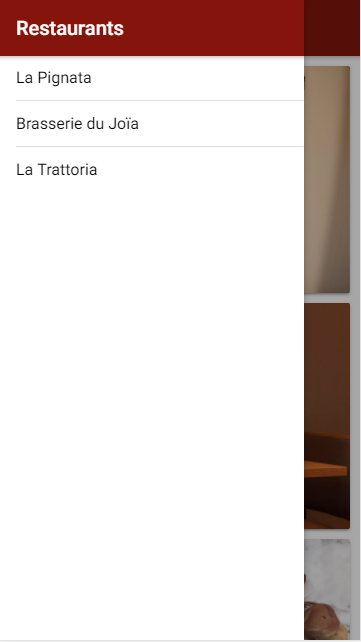 Restaurants
La Pignata
Brasserie du Joïa
La Trattoria